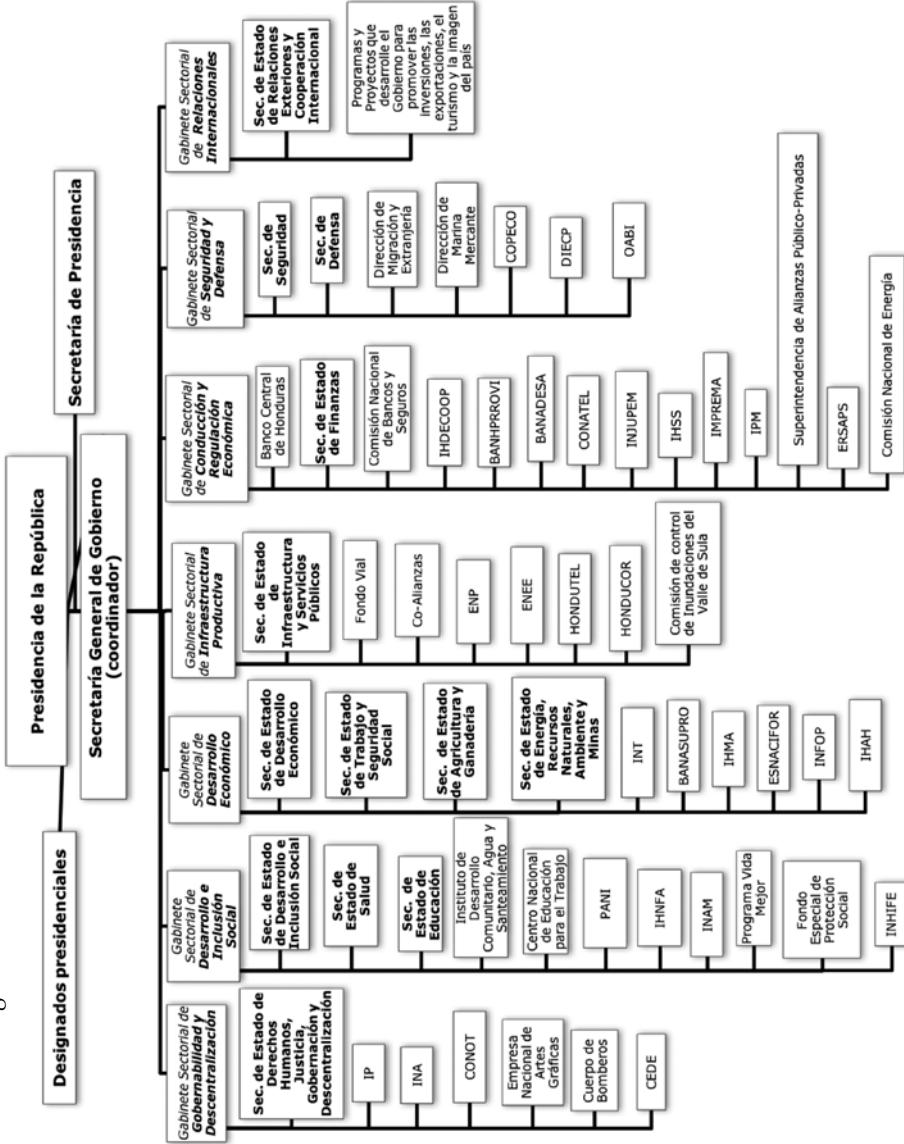 Presidencia de la República
Designados presidenciales
Secretaría de Presidencia
Secretaría General de Gobierno
(coordinador)
Gabinete Sectorial de
Gobernabilidad y
Descentralización
Sec. de Estado de
Derechos
Humanos,
Justicia,
Gobernación y
Descentralización
IP
INA
CONOT
Empresa
Nacional de
Artes
Gráficas
Cuerpo de
Bomberos
CEDE
Gabinete
Sectorial de
Desarrollo e
Inclusión
Social
Sec. de Estado
de Desarrollo e
Inclusión Social
Sec. de
Estado de
Salud
Sec. de
Estado de
Educación
Instituto de
Desarrollo
Comunitario, Agua y
Santeamiento
Centro Nacional
de Educación
para el Trabajo
PANI
IHNFA
INAM
Programa Vida
Mejor
Fondo
Especial de
Protección
Social
INHIFE
Gabinete
Sectorial de
Desarrollo
Económico
Sec. de Estado
de Desarrollo
Económico
Sec. de Estado
de Trabajo y
Seguridad
Social
Sec. de Estado
de Agricultura y
Ganadería
Sec. de Estado
de Energía,
Recursos
Naturales,
Ambiente y
Minas
INT
BANASUPRO
IHMA
ESNACIFOR
INFOP
IHAH
Gabinete Sectorial
de Infraestructura
Productiva
Sec. de Estado
de
Infraestructura
y Servicios
Públicos
Fondo Vial
Co-Alianzas
ENP
ENEE
HONDUTEL
HONDUCOR
Comisión de control
de Inundaciones del
Valle de Sula
Gabinete Sectorial
de Conducción y
Regulación
Económica
Banco Central
de Honduras
Sec. de Estado
de Finanzas
Comisión Nacional
de Bancos y
Seguros
IHDECOOP
BANHPRROVI
BANADESA
CONATEL
INJUPEM
IHSS
IMPREMA
IPM
Superintendencia de Alianzas Público-Privadas
ERSAPS
Comisión Nacional de Energía
Gabinete Sectorial
de Seguridad y
Defensa
Sec. de
Seguridad
Sec. de
Defensa
Dirección de
Migración y
Extranjería
Dirección de
Marina
Mercante
COPECO
DIECP
OABI
Gabinete Sectorial
de Relaciones
Internacionales
Sec. de Estado
de Relaciones
Exteriores y
Cooperación
Internacional
Programas y
Proyectos que
desarrolle el
Gobierno para
promover las
inversiones, las
exportaciones, el
turismo y la imagen
del país